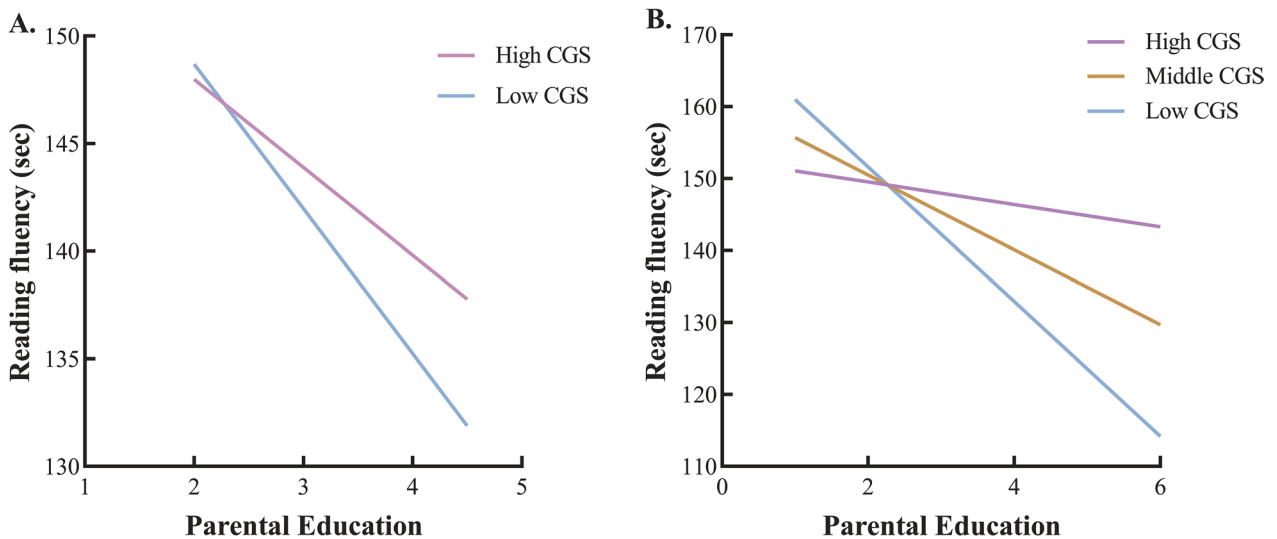 A.
Reading fluency (sec)
150
145
140
135
130
1 2 3 4 5
Parental Education
High CGS
Low CGS
B.
Reading fluency (sec)
170
160
150
140
130
120
110
0 2 4 6
Parental Education
High CGS
Middle CGS
Low CGS